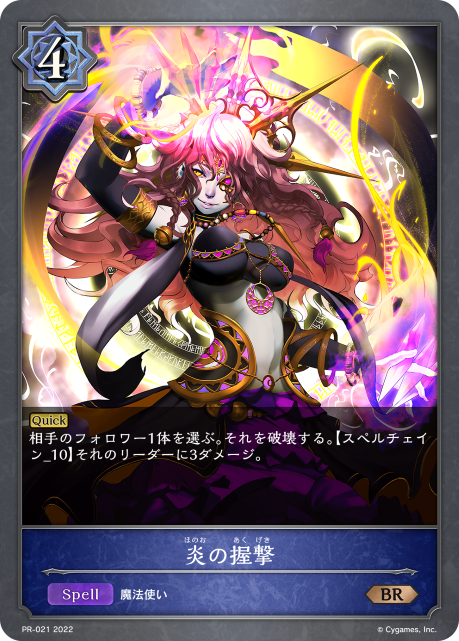 4
Quick
相手のフォロワー1体を選ぶ。それを破壊する。【スペルチェイ
ン_10】それのリーダーに3ダメージ。
ほのお あく げき
炎の握撃
Spell 魔法使い BR
PR-021 2022 © Cygames, Inc.